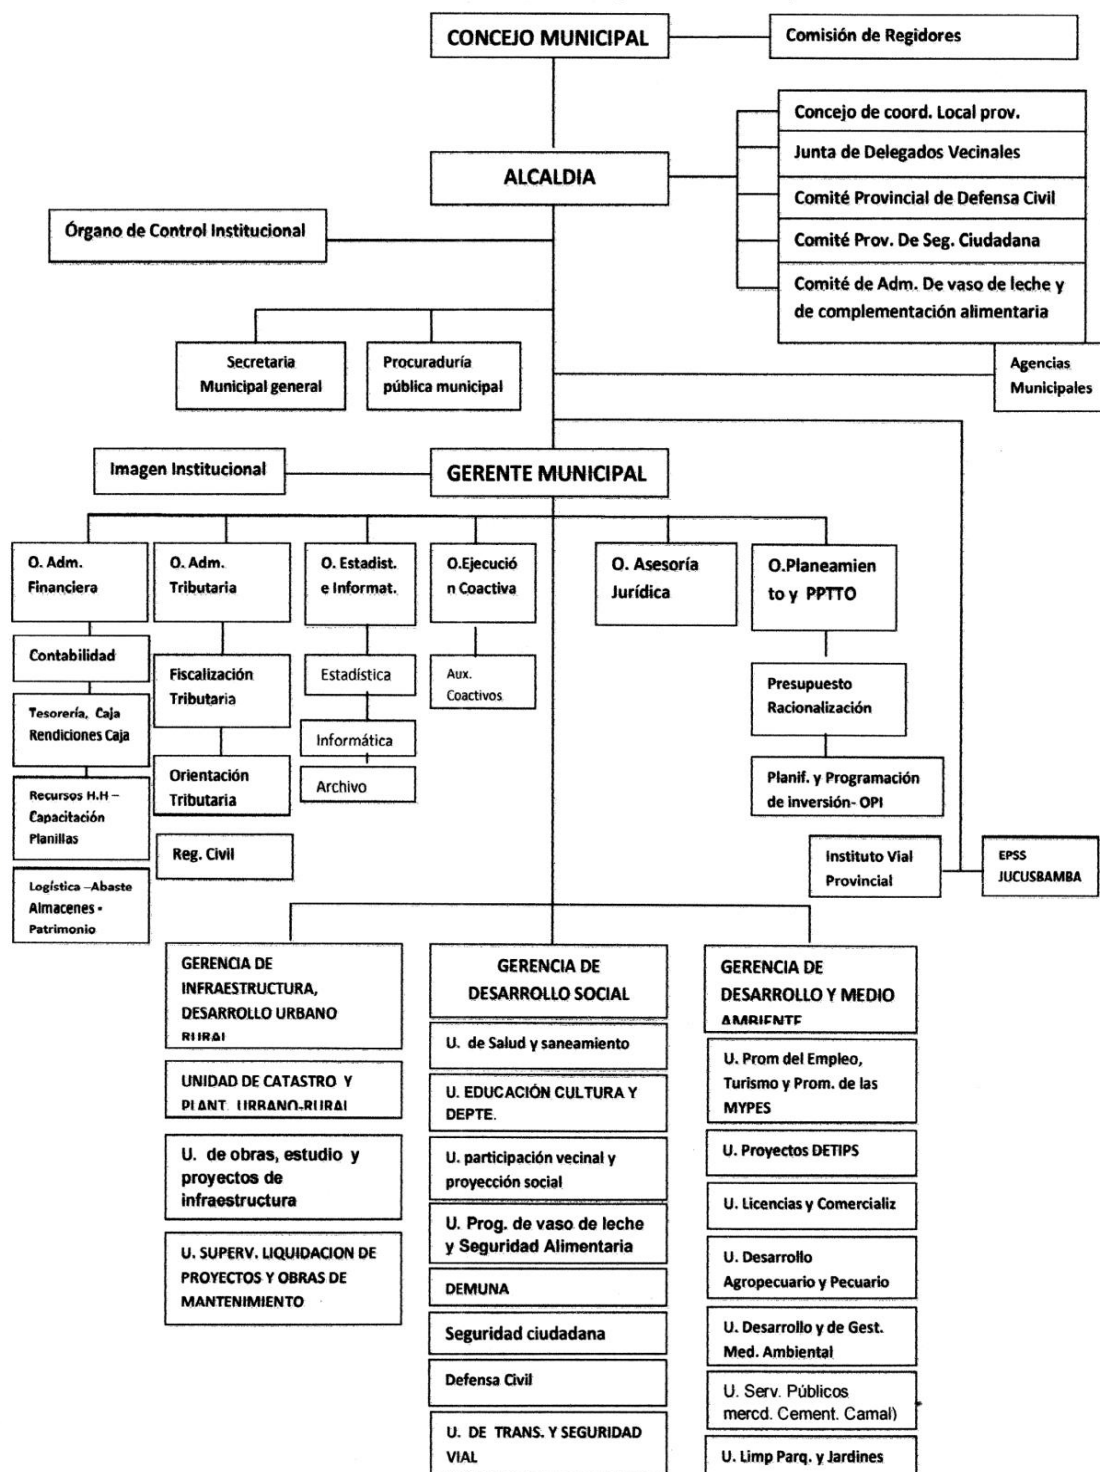 CONCEJO MUNICIPAL
Comisión de Regidores
Concejo de coord. Local prov.
Junta de Delegados Vecinales
ALCALDIA
Comité Provincial de Defensa Civil
Órgano de Control Institucional
Comité Prov. De Seg. Ciudadana
Comité de Adm. De vaso de leche y
de complementación alimentaria
Secretaria
Municipal general
Procuraduría
pública municipal
Agencias
Municipales
Imagen Institucional
GERENTE MUNICIPAL
O. Adm.
Financiera
O. Adm.
Tributaria
O. Estadist.
e Informat.
O.Ejecució
n Coactiva
O. Asesoría
Jurídica
O.Planeamien
to y PPTTO
Contabilidad
Fiscalización
Tributaria
Estadística
Aux.
Coactivos
Presupuesto
Racionalización
Tesorería, Caja
Rendiciones Caja
Informática
Orientación
Tributaria
Archivo
Planif. y Programación
de inversión- OPI
Recursos H.H –
Capacitación
Planillas
Reg. Civil
Instituto Vial
Provincial
EPSS
JUCUSBAMBA
Logística –Abaste
Almacenes -
Patrimonio
GERENCIA DE
INFRAESTRUCTURA,
DESARROLLO URBANO
RURAL
UNIDAD DE CATASTRO Y
PLANT. URBANO-RURAL
U. de obras, estudio y
proyectos de
infraestructura
U. SUPERV. LIQUIDACION DE
PROYECTOS Y OBRAS DE
MANTENIMIENTO
GERENCIA DE
DESARROLLO SOCIAL
U. de Salud y saneamiento
U. EDUCACIÓN CULTURA Y
DEPTE.
U. participación vecinal y
proyección social
U. Prog. de vaso de leche
y Seguridad Alimentaria
DEMUNA
Seguridad ciudadana
Defensa Civil
U. DE TRANS. Y SEGURIDAD
VIAL
GERENCIA DE
DESARROLLO Y MEDIO
AMBIENTE
U. Prom del Empleo,
Turismo y Prom. de las
MYPES
U. Proyectos DETIPS
U. Licencias y Comercializ
U. Desarrollo
Agropecuario y Pecuario
U. Desarrollo y de Gest.
Med. Ambiental
U. Serv. Públicos
mercd. Cement. Camal)
U. Limp Parq. y Jardines